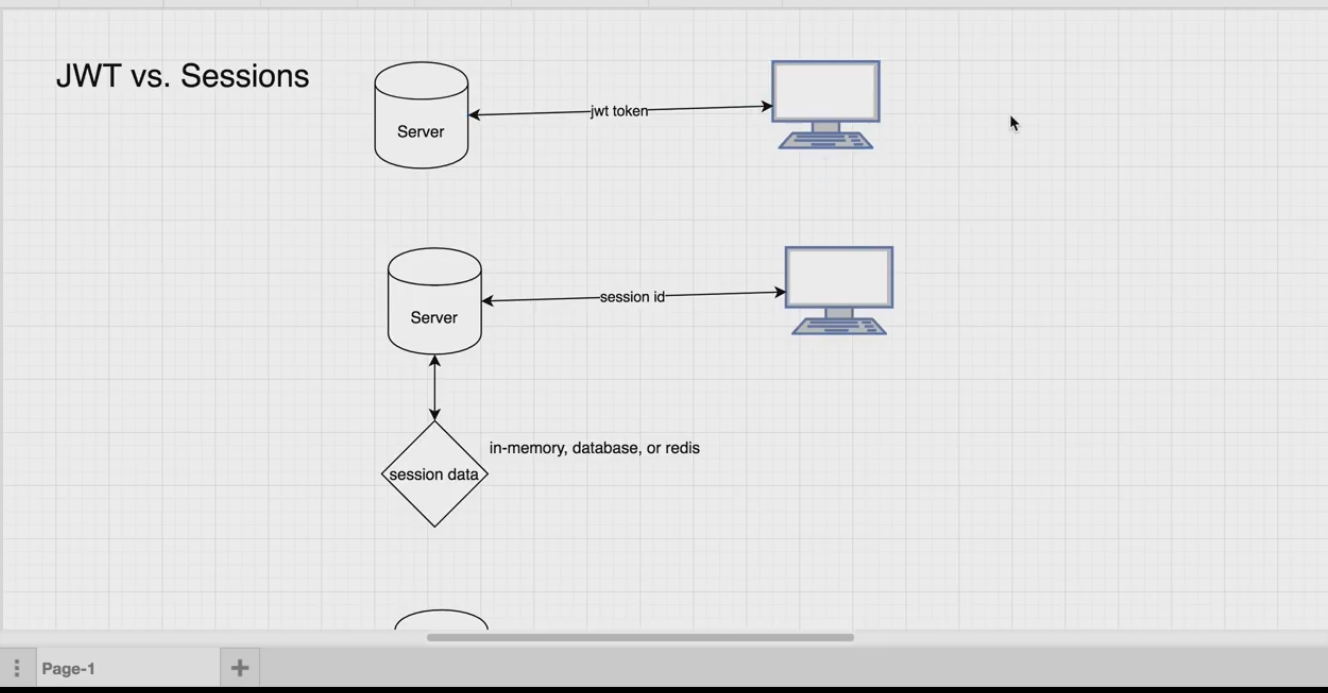 JWT vs. Sessions
Server
jwt token
Server
session id
in-memory, database, or redis
session data
Page-1